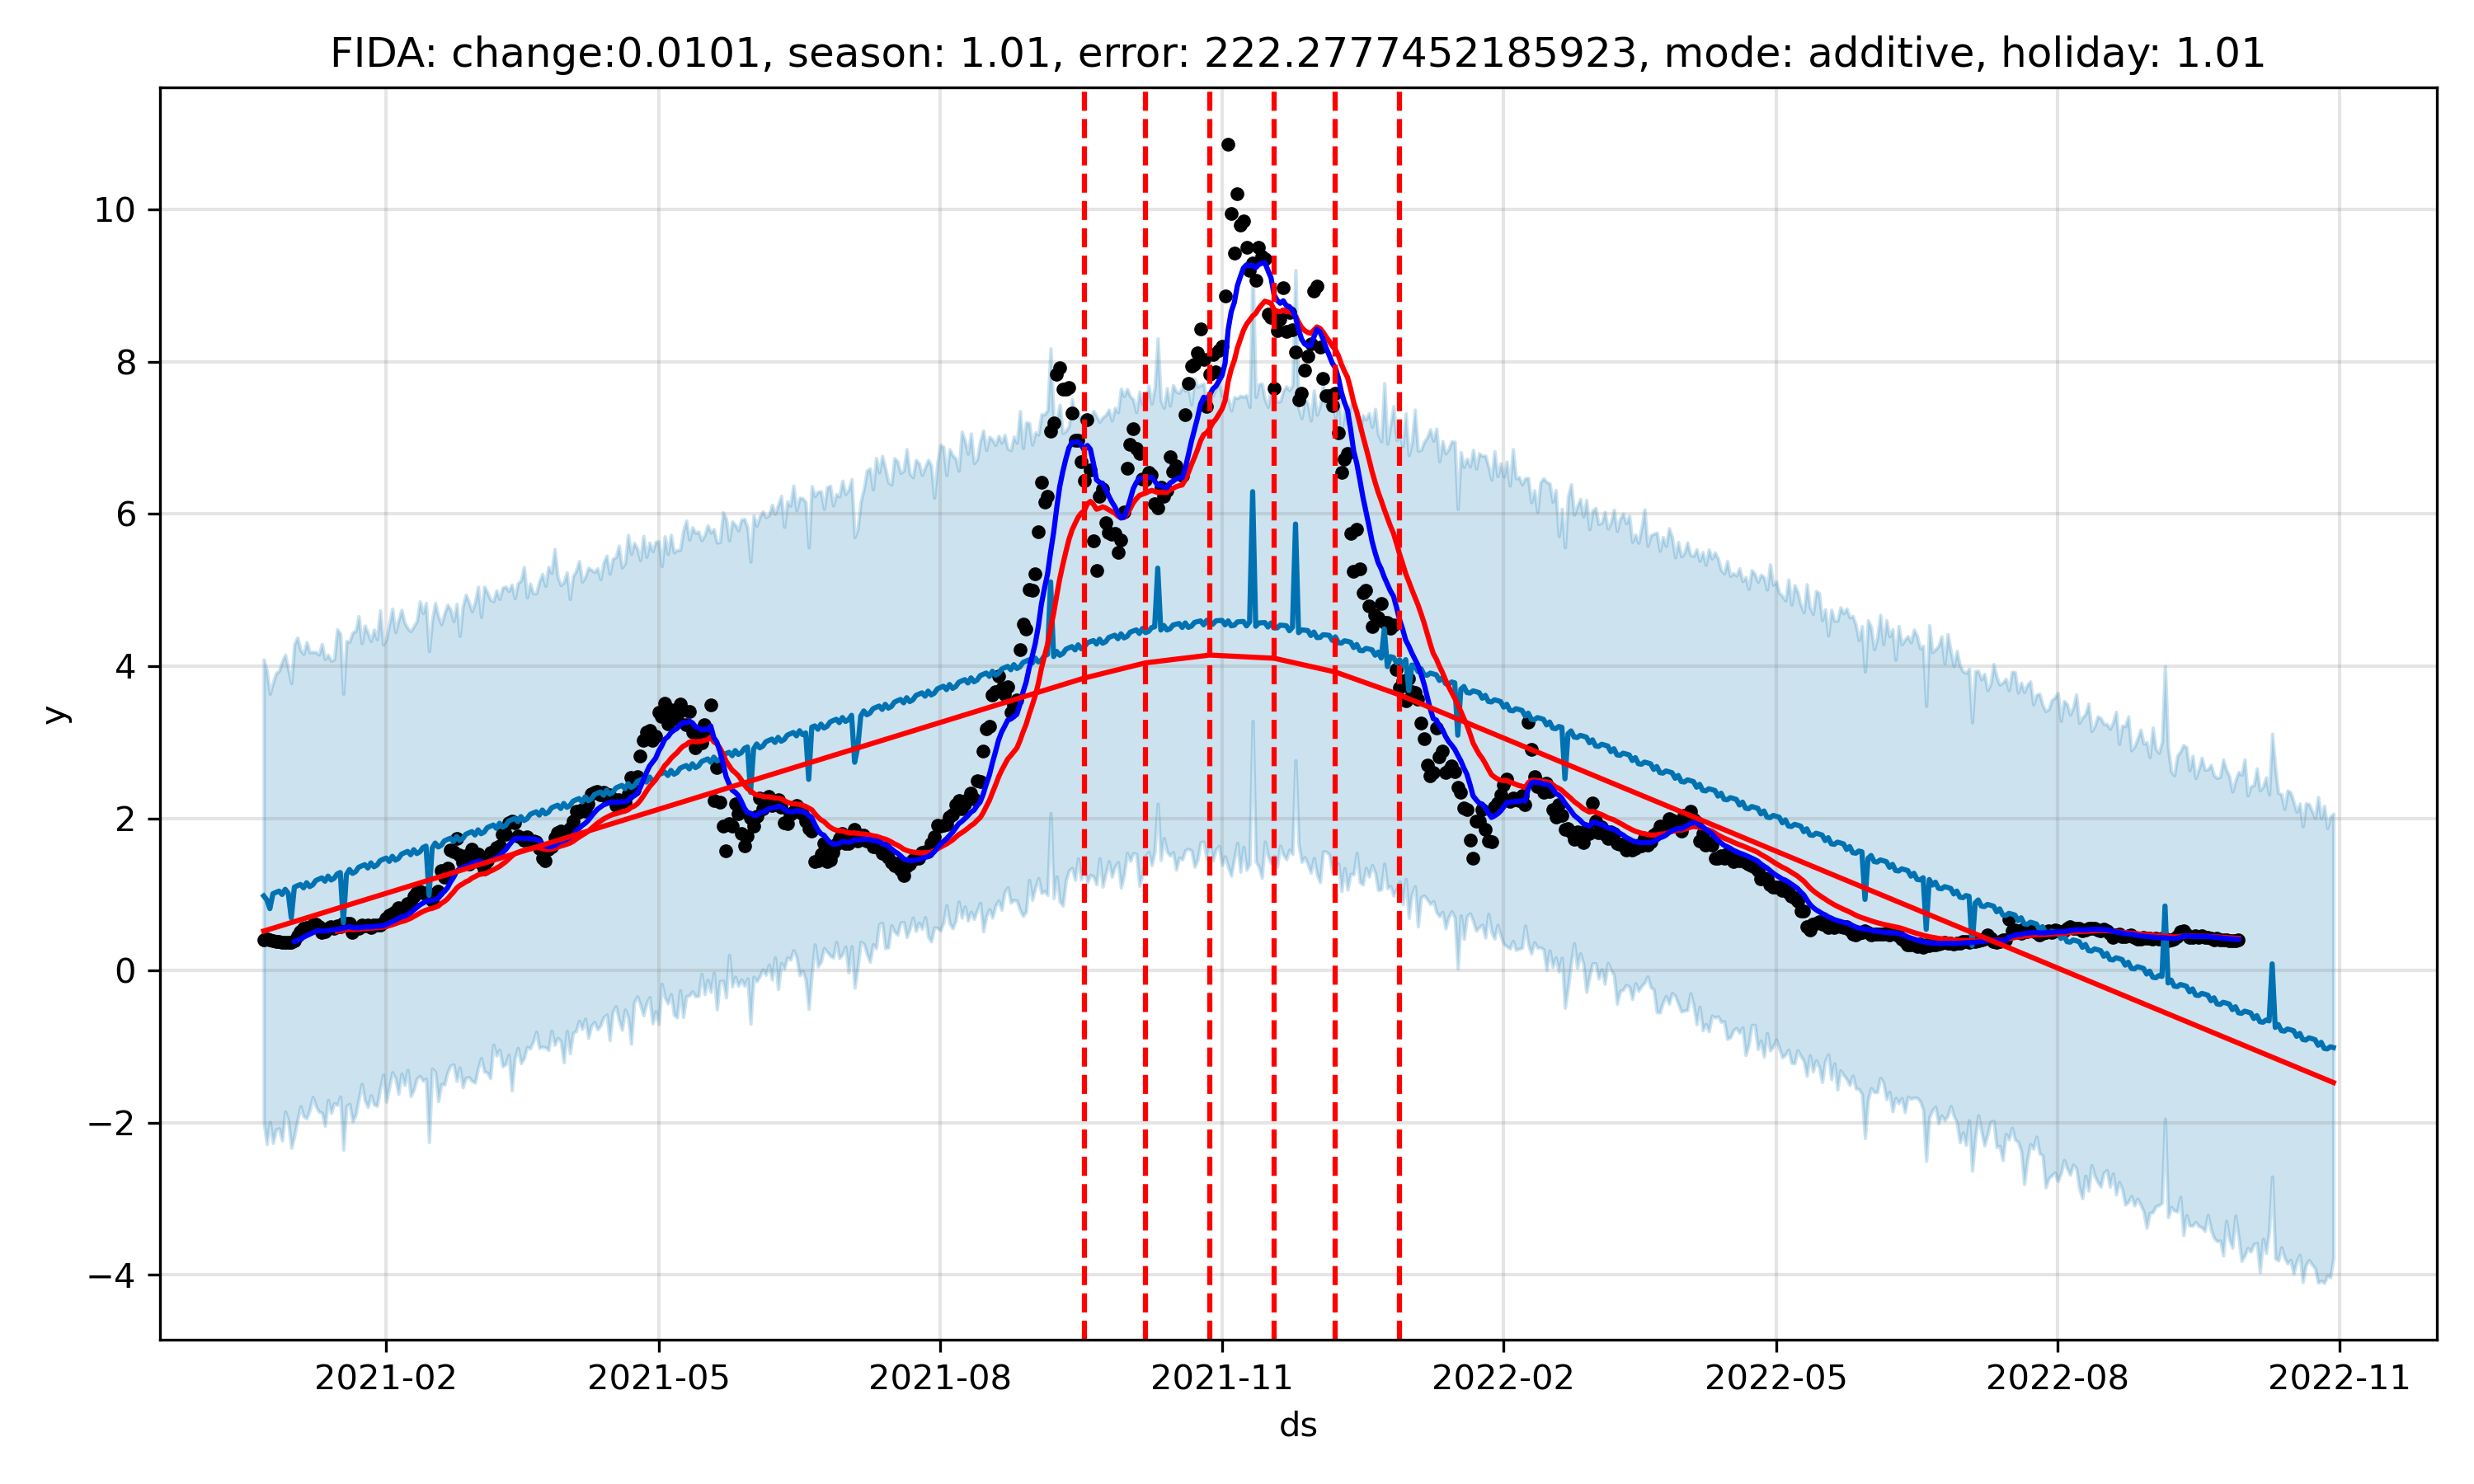 FIDA: change:0.0101, season: 1.01, error: 222.2777452185923, mode: additive, holiday: 1.01
10
8
6
4
2
0
−2
−4
y
2021-02 2021-05 2021-08 2021-11 2022-02 2022-05 2022-08 2022-11
ds